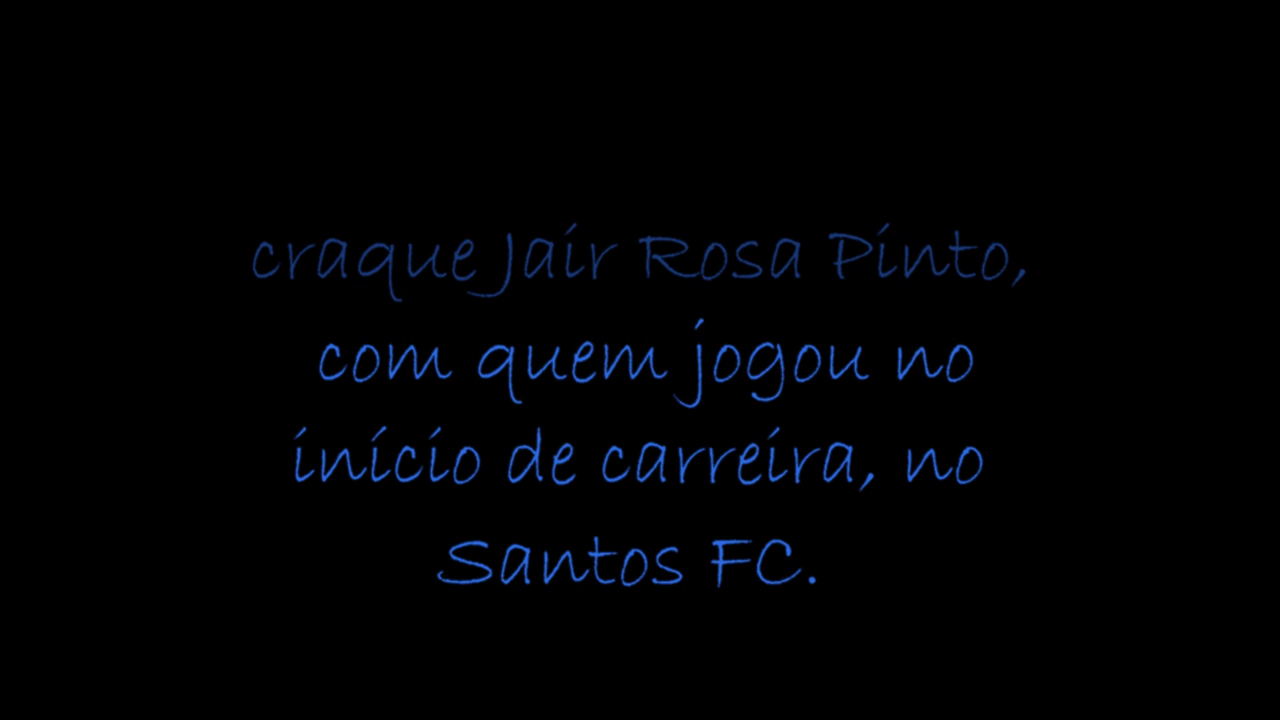 craque Jair Rosa Pinto,
com quem jogou no
início de carreira, no
Santos FC.